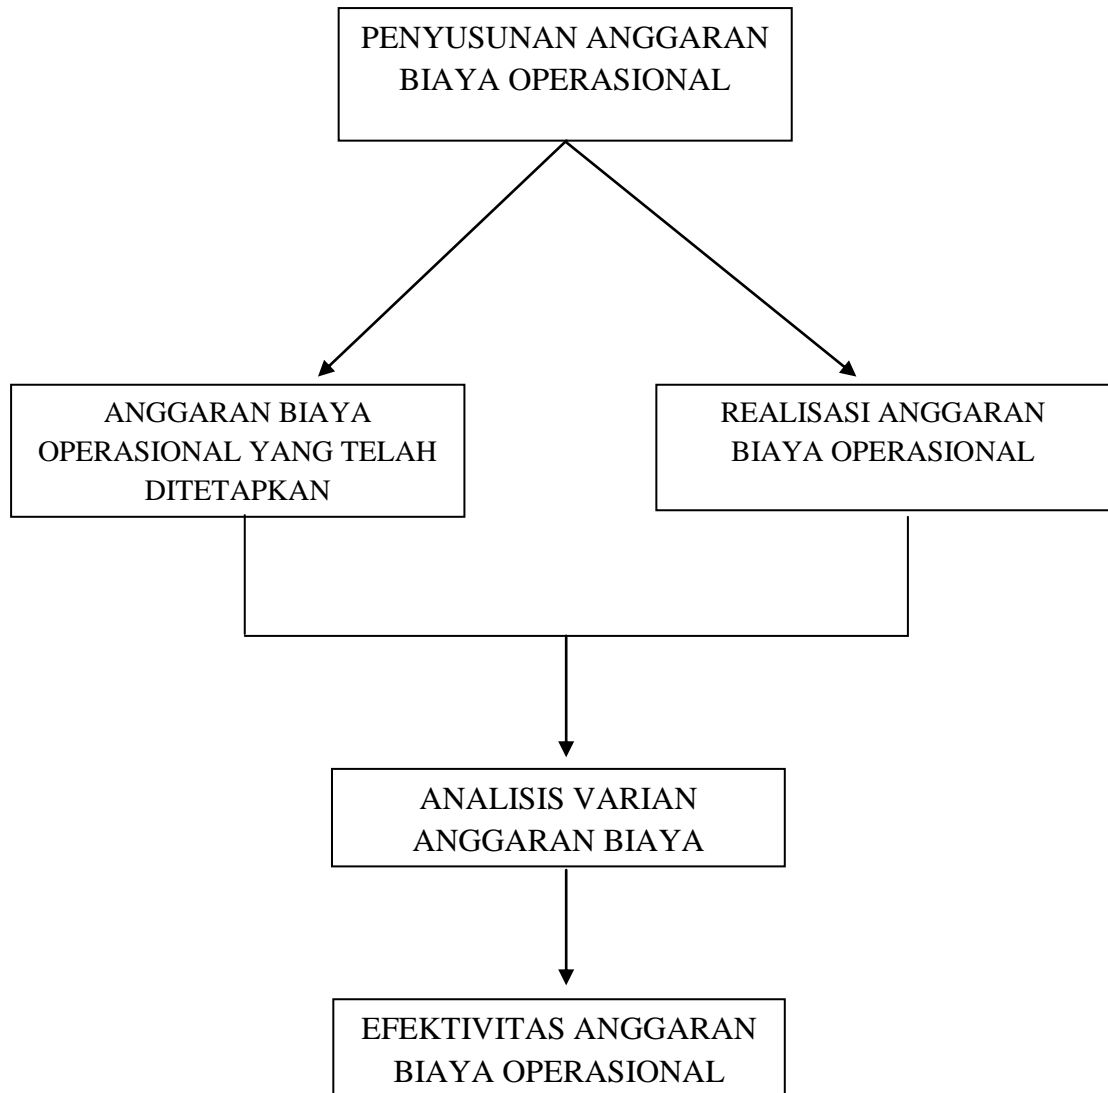 PENYUSUNAN ANGGARAN
BIAYA OPERASIONAL
ANGGARAN BIAYA
OPERASIONAL YANG TELAH
DITETAPKAN
REALISASI ANGGARAN
BIAYA OPERASIONAL
ANALISIS VARIAN
ANGGARAN BIAYA
EFEKTIVITAS ANGGARAN
BIAYA OPERASIONAL